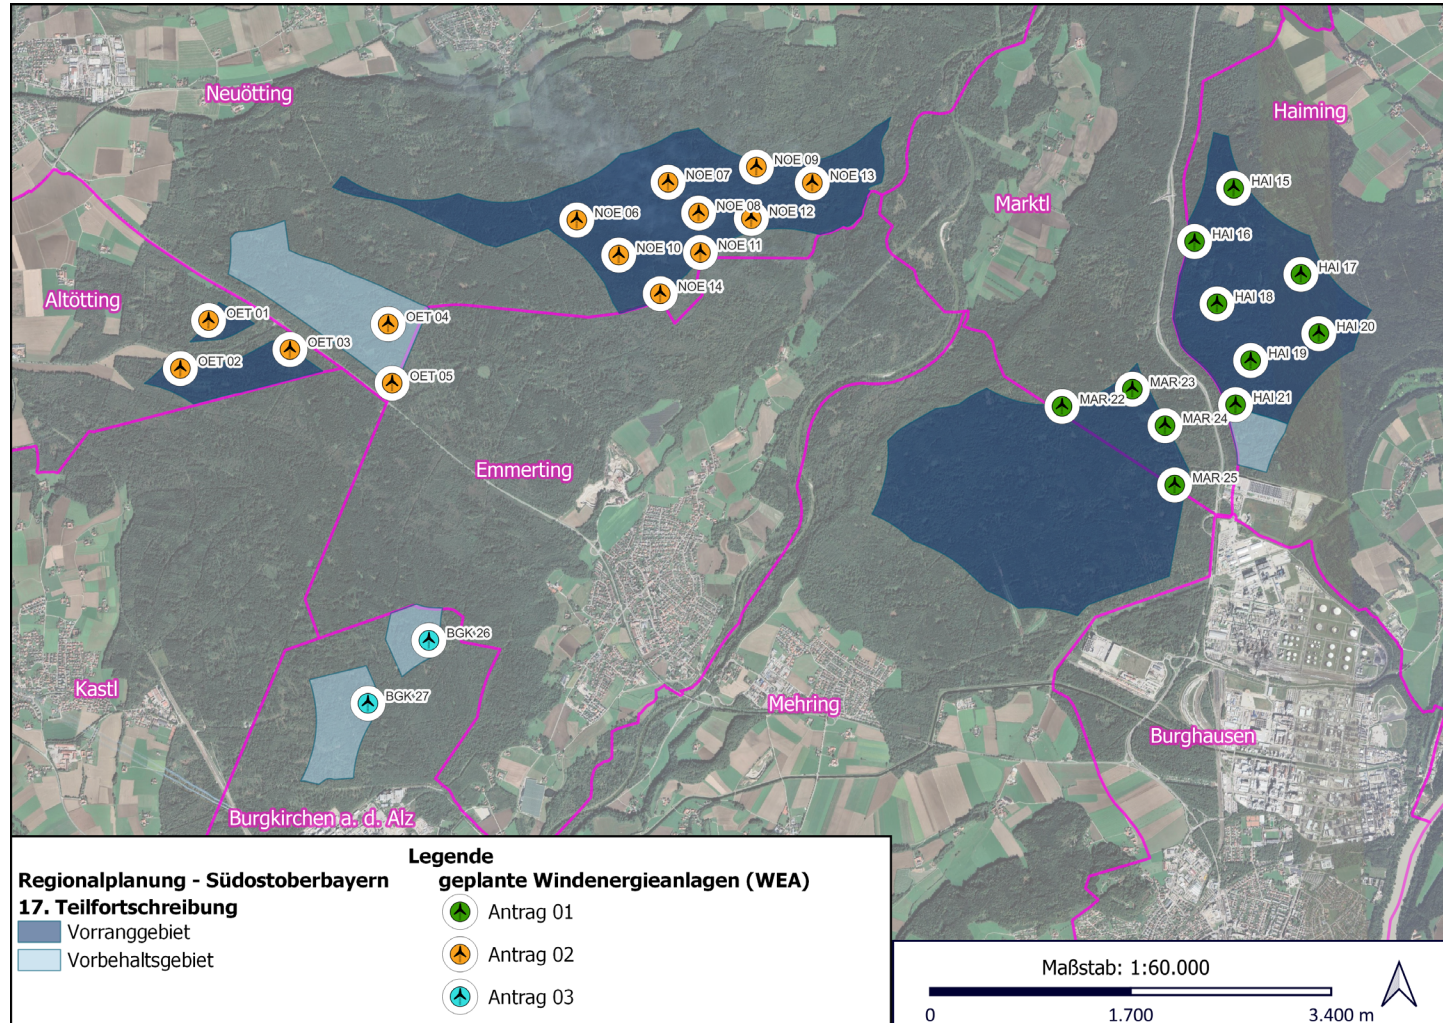 Neuötting
Haiming
NOE 09
NOE 07
NOE 13
HAI 15
Marktl
NOE 06
NOE 08
NOE 12
HAI 16
NOE 10
NOE 11
HAI 17
Altötting
NOE 14
HAI 18
OET 01
OET 04
HAI 20
OET 03
OET 02
HAI 19
OET 05
MAR 23
MAR 22
HAI 21
MAR 24
Emmerting
MAR 25
BGK 26
Kastl
BGK 27
Mehring
Burghausen
Burgkirchen a. d. Alz
Legende
Regionalplanung - Südostoberbayern
17. Teilfortschreibung
Vorranggebiet
Vorbehaltsgebiet
geplante Windenergieanlagen (WEA)
Antrag 01
Antrag 02
Antrag 03
Maßstab: 1:60.000
0 1.700 3.400 m